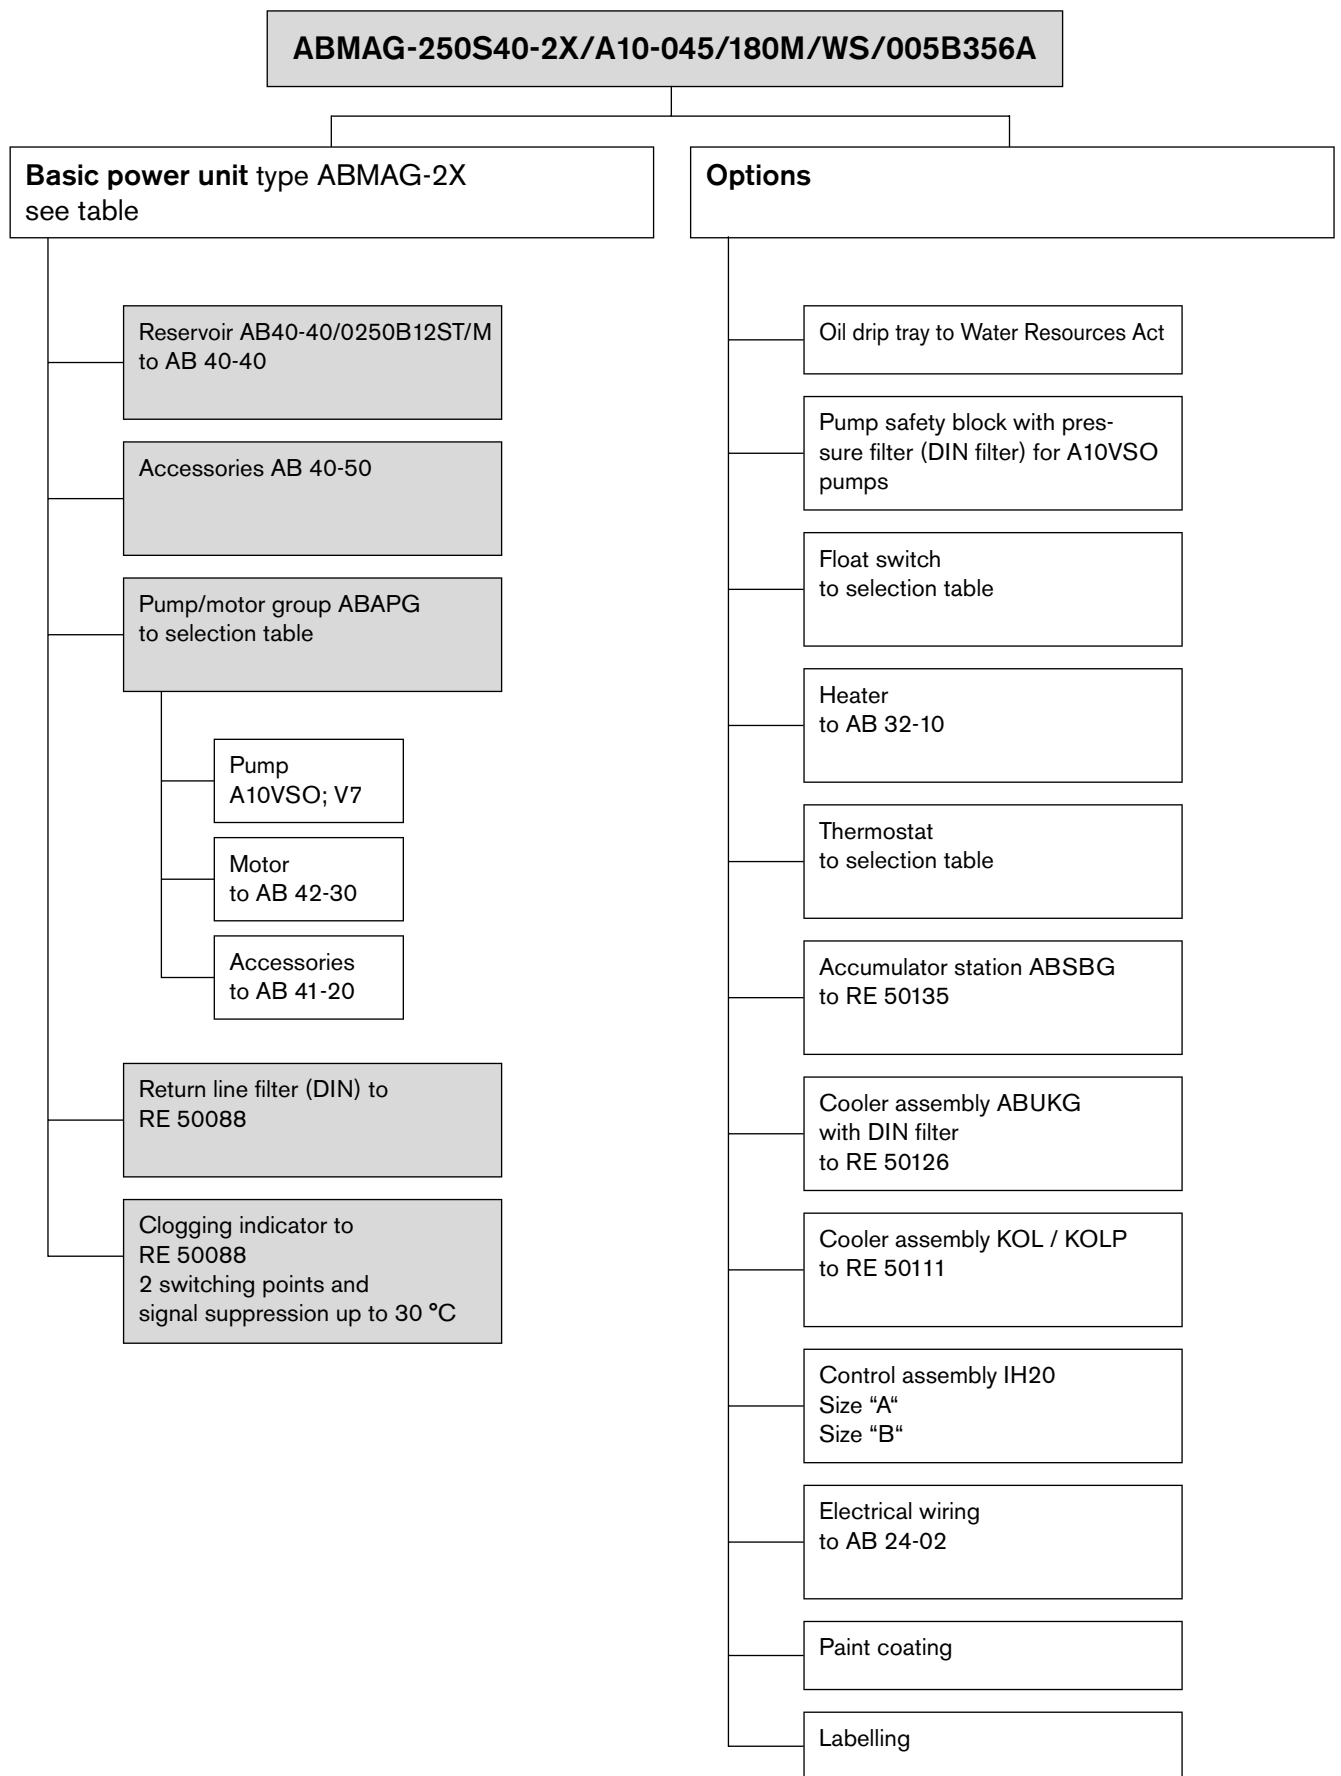 ABMAG-250S40-2X/A10-045/180M/WS/005B356A
Basic power unit type ABMAG-2X
see table
Reservoir AB40-40/0250B12ST/M
to AB 40-40
Accessories AB 40-50
Pump/motor group ABAPG
to selection table
Pump
A10VSO; V7
Motor
to AB 42-30
Accessories
to AB 41-20
Return line filter (DIN) to
RE 50088
Clogging indicator to
RE 50088
2 switching points and
signal suppression up to 30 °C
Options
Oil drip tray to Water Resources Act
Pump safety block with pres-
sure filter (DIN filter) for A10VSO
pumps
Float switch
to selection table
Heater
to AB 32-10
Thermostat
to selection table
Accumulator station ABSBG
to RE 50135
Cooler assembly ABUKG
with DIN filter
to RE 50126
Cooler assembly KOL / KOLP
to RE 50111
Control assembly IH20
Size “A“
Size “B“
Electrical wiring
to AB 24-02
Paint coating
Labelling